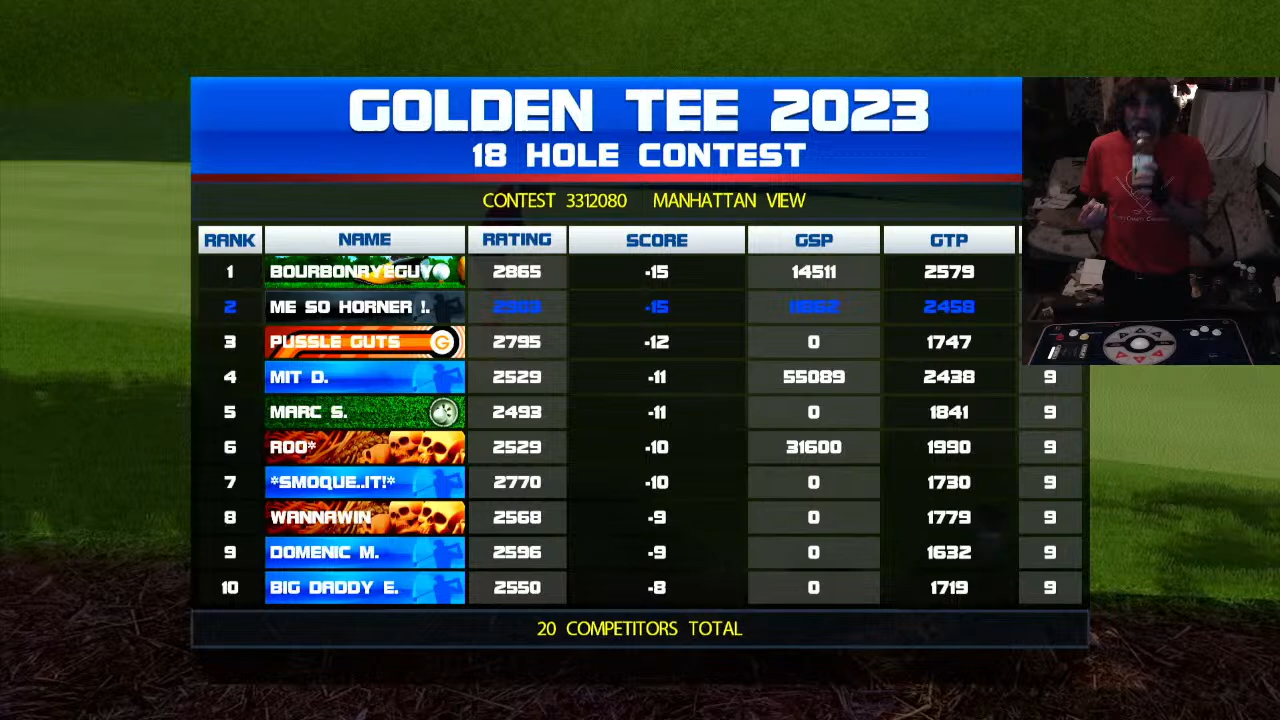 GOLDEN TEE 2023
18 HOLE CONTEST
CONTEST 3312080 MANHATTAN VIEW
RANK NAME RATING SCORE GSP GTP
1 BOURBONRYEGUY 2865 -15 14511 2579
2 ME SO HORNER !. 2903 -15 2458
3 PUSSLE GUTS G 2795 -12 0 1747
4 MIT D. 2529 -11 55089 2438 9
5 MARC S. 2493 -11 0 1841 9
6 ROO* 2529 -10 31600 1990 9
7 *SMOQUE..IT!* 2770 -10 0 1730 9
8 WANNAWIN 2568 -9 0 1779 9
9 DOMENIC M. 2596 -9 0 1632 9
10 BIG DADDY E. 2550 -8 0 1719 9
20 COMPETITORS TOTAL